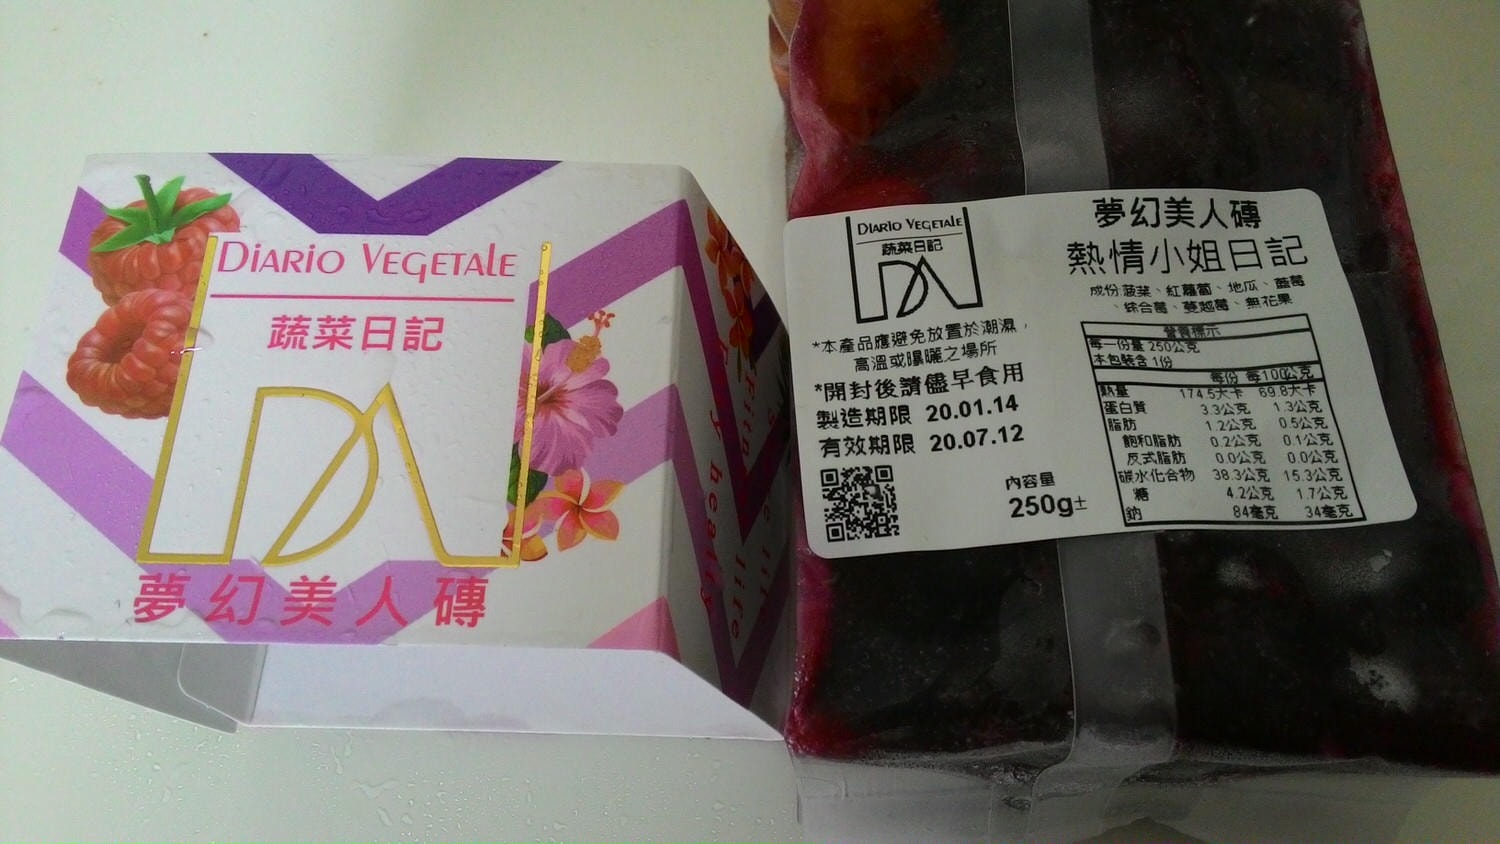 DiARiO VEGETAlE
蔬菜日記
DA
夢幻美人磚
DiARiO VEGETAlE
蔬菜日記
DA
夢幻美人磚
熱情小姐日記
成份:菠菜、紅蘿蔔、地瓜、藍莓
、綜合莓、蔓越莓、無花果
*本產品應避免放置於潮濕,
高溫或曝曬之場所
*開封後請儘早食用
製造期限 20.01.14
有效期限 20.07.12
內容量
250g±
營養標示
每一份量 250公克
本包裝含 1份
每份 每100公克
熱量 174.5大卡 69.8大卡
蛋白質 3.3公克 1.3公克
脂肪 1.2公克 0.5公克
飽和脂肪 0.2公克 0.1公克
反式脂肪 0.0公克 0.0公克
碳水化合物 38.3公克 15.3公克
糖 4.2公克 1.7公克
鈉 84毫克 34毫克